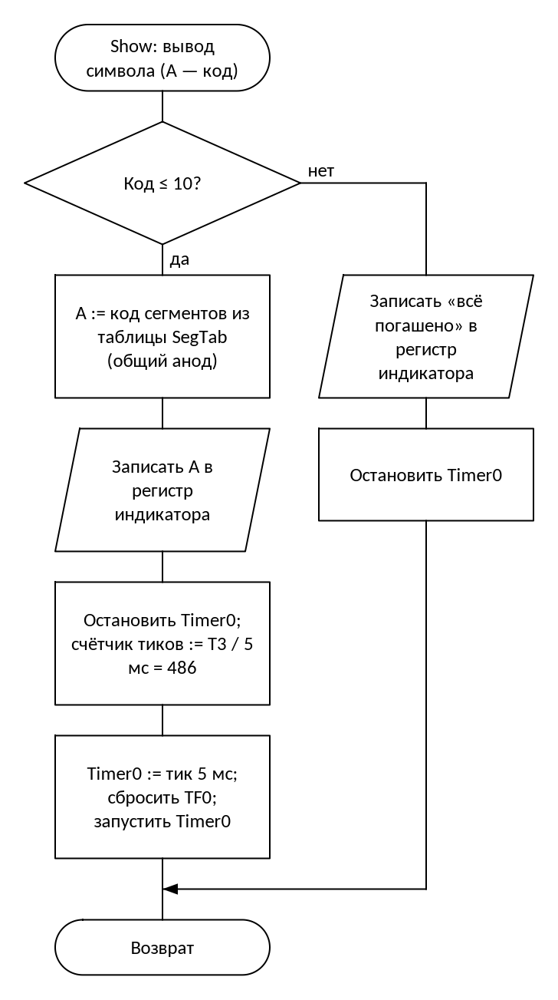 Show: вывод
символа (A — код)
Код ≤ 10?
нет
да
A := код сегментов из
таблицы SegTab
(общий анод)
Записать «всё
погашено» в
регистр
индикатора
Записать A в
регистр
индикатора
Остановить Timer0
Остановить Timer0;
счётчик тиков := T3 / 5
мс = 486
Timer0 := тик 5 мс;
сбросить TF0;
запустить Timer0
Возврат